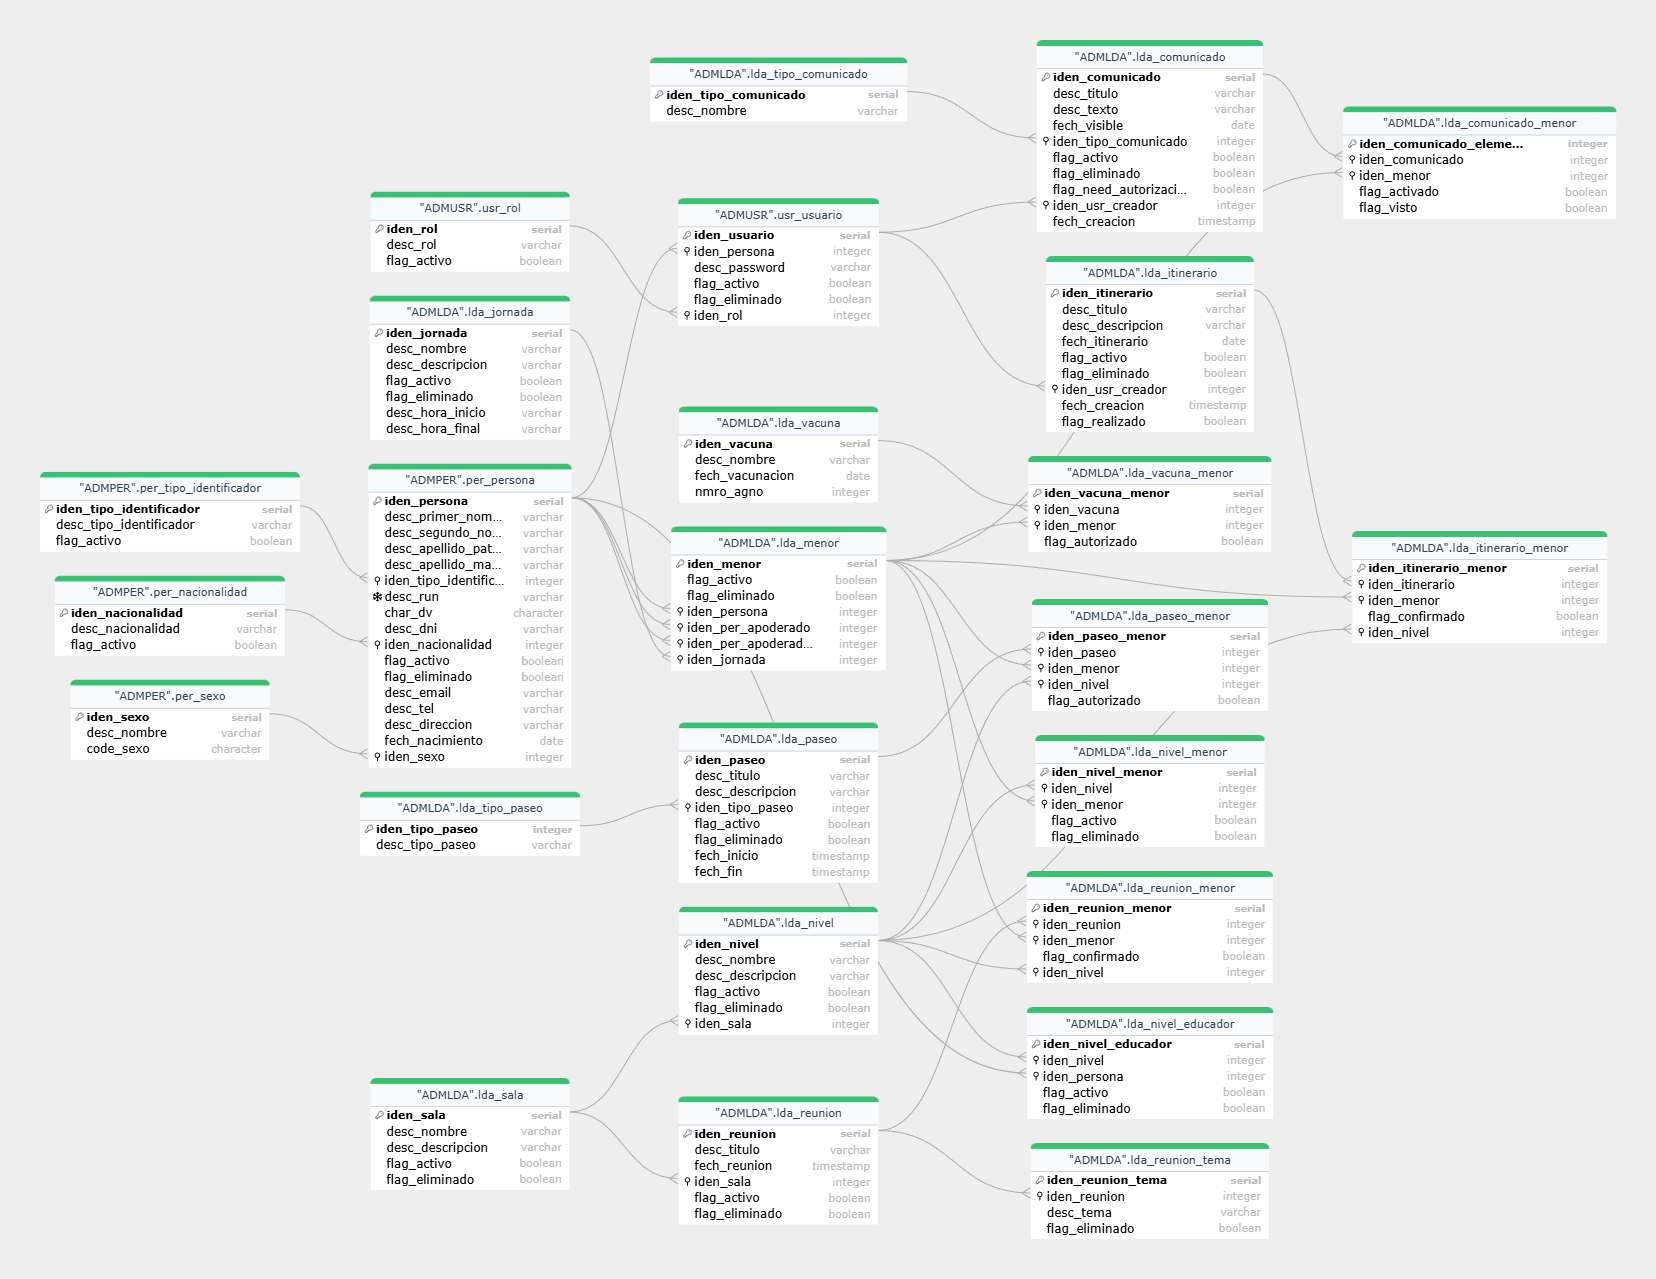 "ADMLDA".lda_tipo_comunicado
iden_tipo_comunicado serial
desc_nombre varchar
"ADMLDA".lda_comunicado
iden_comunicado serial
desc_titulo varchar
desc_texto varchar
fech_visible date
iden_tipo_comunicado integer
flag_activo boolean
flag_eliminado boolean
flag_need_autorizaci... boolean
iden_usr_creador integer
fech_creacion timestamp
"ADMLDA".lda_comunicado_menor
iden_comunicado_eleme... integer
iden_comunicado integer
iden_menor integer
flag_activado boolean
flag_visto boolean
"ADMUSR".usr_rol
iden_rol serial
desc_rol varchar
flag_activo boolean
"ADMUSR".usr_usuario
iden_usuario serial
iden_persona integer
desc_password varchar
flag_activo boolean
flag_eliminado boolean
iden_rol integer
"ADMLDA".lda_itinerario
iden_itinerario serial
desc_titulo varchar
desc_descripcion varchar
fech_itinerario date
flag_activo boolean
flag_eliminado boolean
iden_usr_creador integer
fech_creacion timestamp
flag_realizado boolean
"ADMLDA".lda_jornada
iden_jornada serial
desc_nombre varchar
desc_descripcion varchar
flag_activo boolean
flag_eliminado boolean
desc_hora_inicio varchar
desc_hora_final varchar
"ADMLDA".lda_vacuna
iden_vacuna serial
desc_nombre varchar
fech_vacunacion date
nmro_agno integer
"ADMLDA".lda_vacuna_menor
iden_vacuna_menor serial
iden_vacuna integer
iden_menor integer
flag_autorizado boolean
"ADMPER".per_tipo_identificador
iden_tipo_identificador serial
desc_tipo_identificador varchar
flag_activo boolean
"ADMPER".per_persona
iden_persona serial
desc_primer_nom... varchar
desc_segundo_no... varchar
desc_apellido_pat... varchar
desc_apellido_ma... varchar
iden_tipo_identific... integer
desc_run varchar
char_dv character
desc_dni varchar
iden_nacionalidad integer
flag_activo boolean
flag_eliminado boolean
desc_email varchar
desc_tel varchar
desc_direccion varchar
fech_nacimiento date
iden_sexo integer
"ADMLDA".lda_menor
iden_menor serial
flag_activo boolean
flag_eliminado boolean
iden_persona integer
iden_per_apoderado integer
iden_per_apoderad... integer
iden_jornada integer
"ADMLDA".lda_itinerario_menor
iden_itinerario_menor serial
iden_itinerario integer
iden_menor integer
flag_confirmado boolean
iden_nivel integer
"ADMPER".per_nacionalidad
iden_nacionalidad serial
desc_nacionalidad varchar
flag_activo boolean
"ADMLDA".lda_paseo_menor
iden_paseo_menor serial
iden_paseo integer
iden_menor integer
iden_nivel integer
flag_autorizado boolean
"ADMPER".per_sexo
iden_sexo serial
desc_nombre varchar
code_sexo character
"ADMLDA".lda_paseo
iden_paseo serial
desc_titulo varchar
desc_descripcion varchar
iden_tipo_paseo integer
flag_activo boolean
flag_eliminado boolean
fech_inicio timestamp
fech_fin timestamp
"ADMLDA".lda_nivel_menor
iden_nivel_menor serial
iden_nivel integer
iden_menor integer
flag_activo boolean
flag_eliminado boolean
"ADMLDA".lda_tipo_paseo
iden_tipo_paseo integer
desc_tipo_paseo varchar
"ADMLDA".lda_reunion_menor
iden_reunion_menor serial
iden_reunion integer
iden_menor integer
flag_confirmado boolean
iden_nivel integer
"ADMLDA".lda_nivel
iden_nivel serial
desc_nombre varchar
desc_descripcion varchar
flag_activo boolean
flag_eliminado boolean
iden_sala integer
"ADMLDA".lda_nivel_educador
iden_nivel_educador serial
iden_nivel integer
iden_persona integer
flag_activo boolean
flag_eliminado boolean
"ADMLDA".lda_sala
iden_sala serial
desc_nombre varchar
desc_descripcion varchar
flag_activo boolean
flag_eliminado boolean
"ADMLDA".lda_reunion
iden_reunion serial
desc_titulo varchar
fech_reunion timestamp
iden_sala integer
flag_activo boolean
flag_eliminado boolean
"ADMLDA".lda_reunion_tema
iden_reunion_tema serial
iden_reunion integer
desc_tema varchar
flag_eliminado boolean